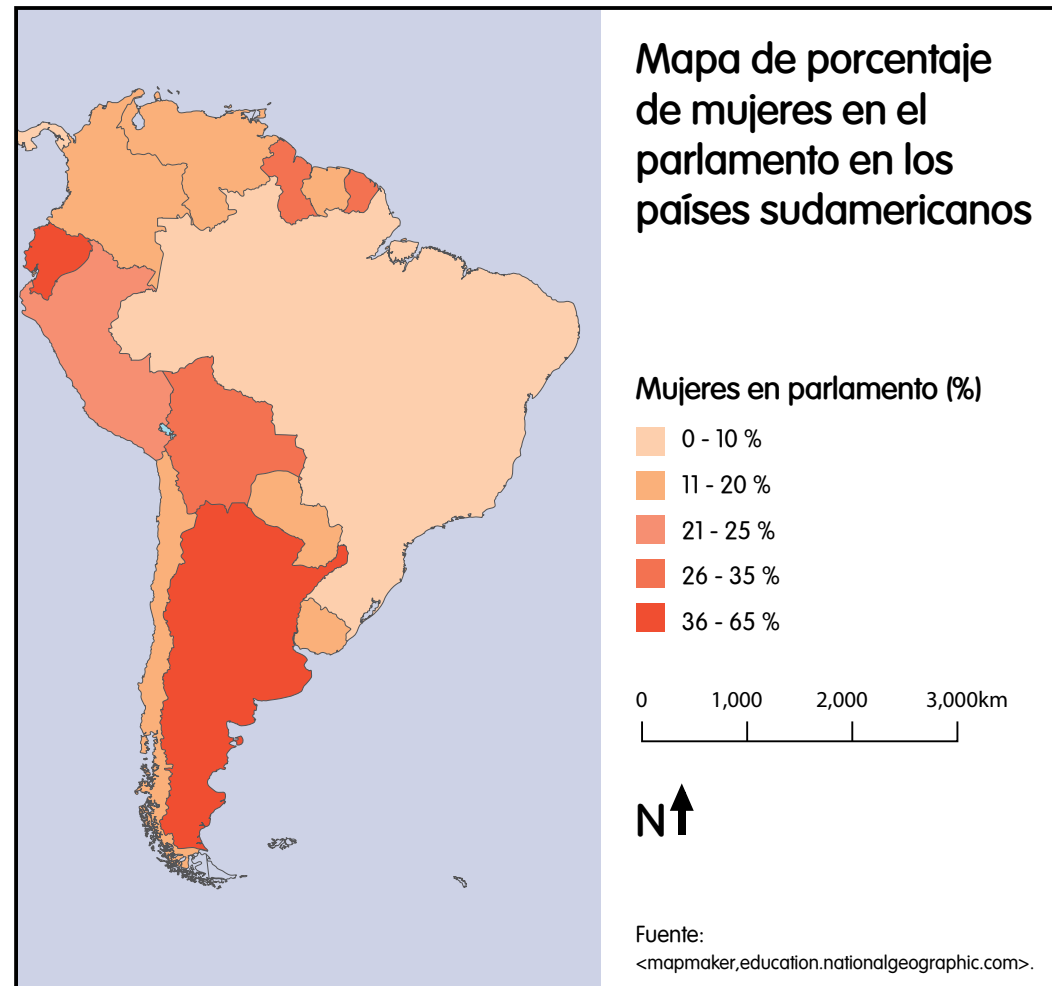 Mapa de porcentaje
de mujeres en el
parlamento en los
países sudamericanos
Mujeres en parlamento (%)
0 - 10 %
11 - 20 %
21 - 25 %
26 - 35 %
36 - 65 %
0 1,000 2,000 3,000km
N
Fuente:
<mapmaker,education.nationalgeographic.com>.